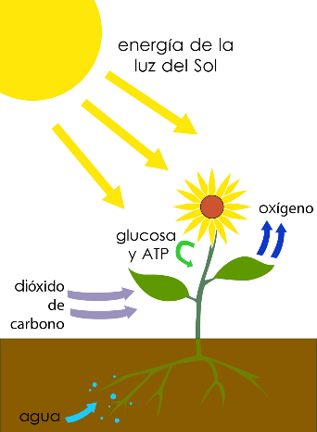 energía de la
luz del Sol
oxígeno
glucosa
y ATP
dióxido
de
carbono
agua